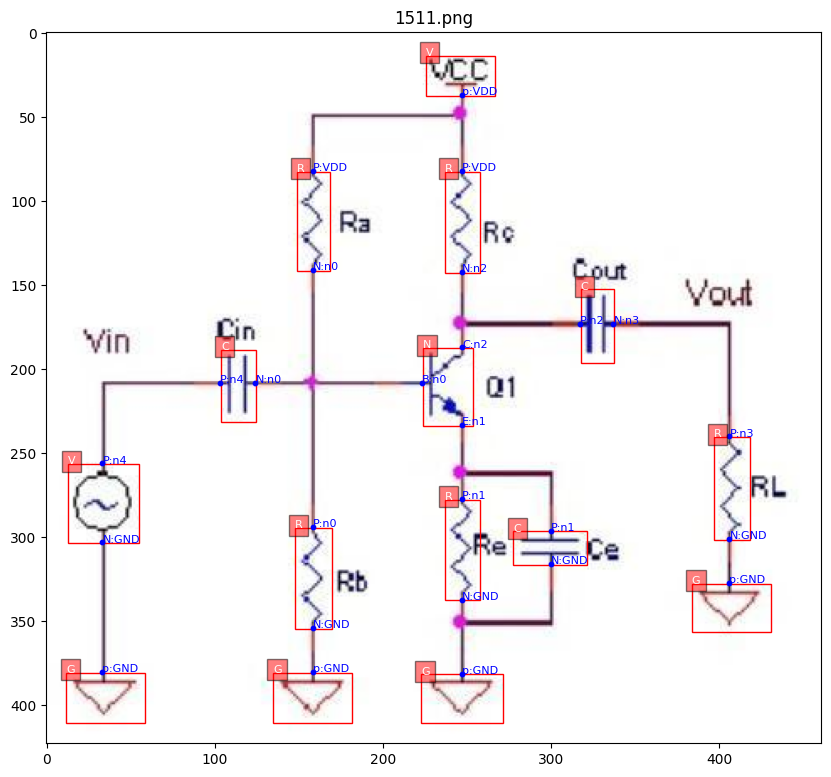 1511.png
V
VCC
p:VDD
R
P:VDD
R
P:VDD
Ra
Rc
N:n0
N:n2
C
Cout
Vout
P:n2
N:n3
Vin
Cin
C
N
C:n2
P:n4
N:n0
B:n0
Q1
E:n1
V
P:n4
R
P:n3
RL
R
P:n1
R
P:n0
C
P:n1
N:GND
Re
Ce
N:GND
N:GND
Rb
N:GND
N:GND
G
p:GND
G
p:GND
G
p:GND
G
p:GND
0
50
100
150
200
250
300
350
400
0
100
200
300
400